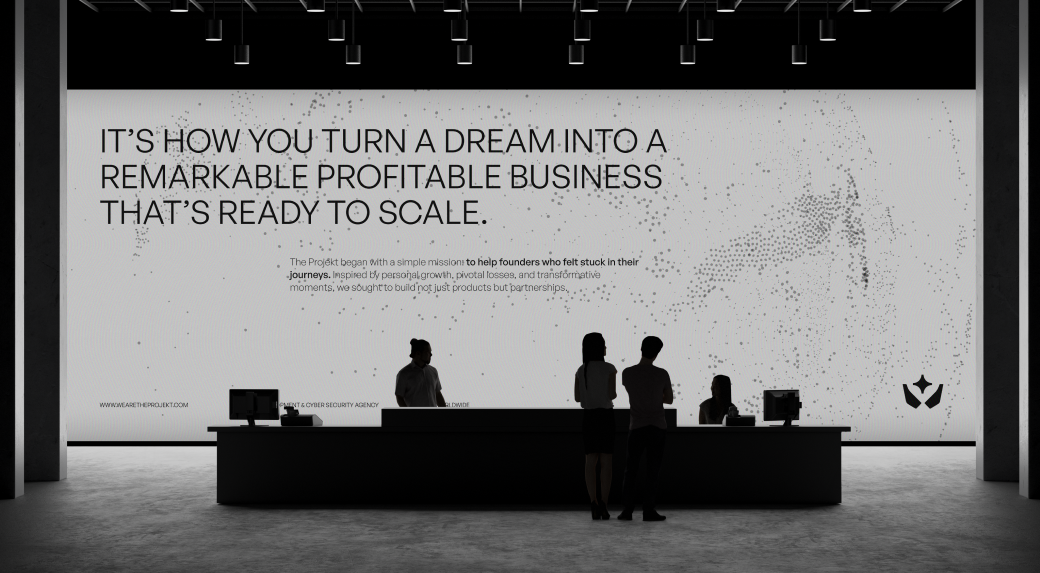 IT'S HOW YOU TURN A DREAM INTO A
REMARKABLE PROFITABLE BUSINESS
THAT'S READY TO SCALE.
The Projekt began with a simple mission to help founders who felt stuck in their
journeys. Inspired by personal growth, pivotal losses, and transformative
moments, we sought to build not just products but partnerships.
WWW.WEARETHEPROJEKT.COM
& CYBER SECURITY AGENCY